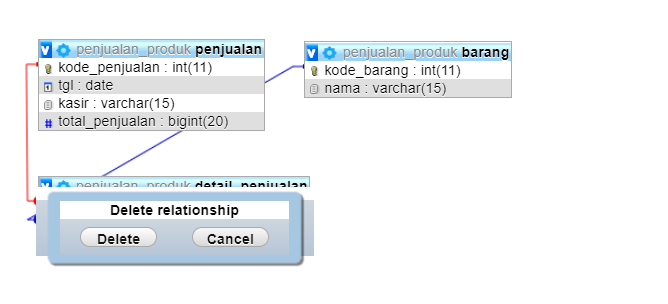 penjualan_produk penjualan
kode_penjualan : int(11)
tgl : date
kasir : varchar(15)
total_penjualan : bigint(20)
penjualan_produk barang
kode_barang : int(11)
nama : varchar(15)
penjualan_produk detail_penjualan
Delete relationship
Delete
Cancel